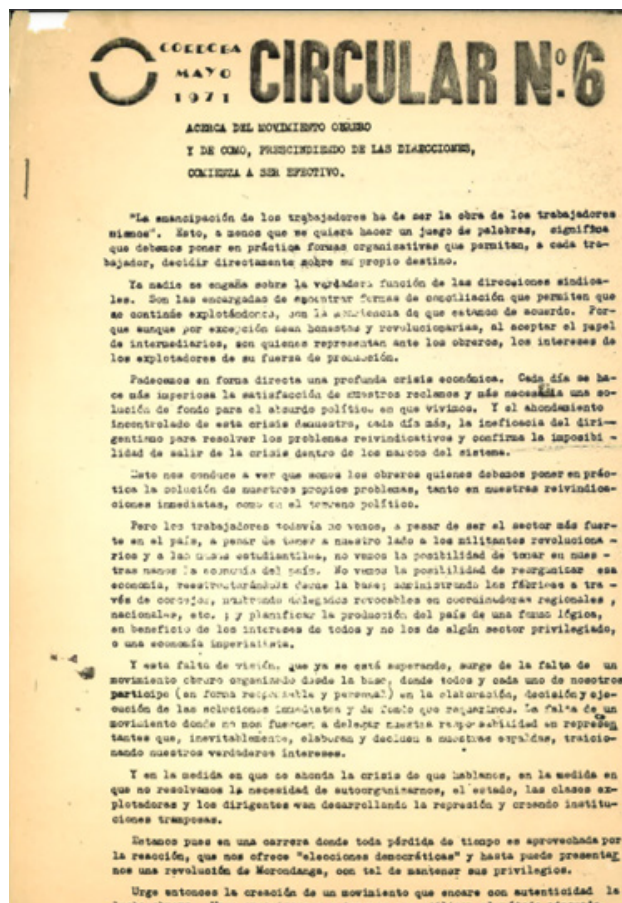 CORDOBA
MAYO
1971
CIRCULAR Nº:6
ACERCA DEL MOVIMIENTO OBRERO
Y DE COMO, PRESCINDIENDO DE LAS DIRECCIONES,
COMIENZA A SER EFECTIVO.
"La emancipación de los trabajadores ha de ser la obra de los trabajadores
mismos". Esto, a menos que se quiera hacer un juego de palabras, significa
que debemos poner en práctica formas organizativas que permitan, a cada tra-
bajador, decidir directamente sobre su propio destino.
Ya nadie se engaña sobre la verdadera función de las direcciones sindica-
les. Son las encargadas de encontrar formas de conciliación que permiten que
se continúe explotándonos, con la apariencia de que estamos de acuerdo. Por-
que aunque por excepción sean honestas y revolucionarias, al aceptar el papel
de intermediarios, son quienes representan ante los obreros, los intereses de
los explotadores de su fuerza de producción.
Padecemos en forma directa una profunda crisis económica. Cada día se ha-
ce más imperiosa la satisfacción de nuestros reclamos y más necesaria una so-
lución de fondo para el absurdo político en que vivimos. Y el ahondamiento
incontrolado de esta crisis demuestra, cada día más, la ineficacia del diri-
gentismo para resolver los problemas reivindicativos y confirma la imposibi -
lidad de salir de la crisis dentro de los marcos del sistema.
Esto nos conduce a ver que somos los obreros quienes debemos poner en prác-
tica la solución de nuestros propios problemas, tanto en nuestras reivindica-
ciones inmediatas, como en el terreno político.
Pero los trabajadores todavía no vemos, a pesar de ser el sector más fuer-
te en el país, a pesar de tener a nuestro lado a los militantes revoluciona -
rios y a las masas estudiantiles, no vemos la posibilidad de tomar en nues -
tras manos la economía del país. No vemos la posibilidad de reorganizar esa
economía, reestructurándola desde la base; administrando las fábricas a tra -
vés de consejos, nombrando delegados revocables en coordinadoras regionales ,
nacionales, etc. ; y planificar la producción del país de una forma lógica,
en beneficio de los intereses de todos y no los de algún sector privilegiado,
o una economía imperialista.
Y esta falta de visión, que ya se está superando, surge de la falta de un
movimiento obrero organizado desde la base, donde todos y cada uno de nosotros
participe (en forma responsable y personal) en la elaboración, decisión y eje-
cución de las soluciones inmediatas y de fondo que requerimos. La falta de un
movimiento donde no nos fuercen a delegar nuestra responsabilidad en represen
tantes que, inevitablemente, elaboran y deciden a nuestras espaldas, traicio-
nando nuestros verdaderos intereses.
Y en la medida en que se ahonda la crisis de que hablamos, en la medida en
que no resolvamos la necesidad de autoorganizarnos, el estado, las clases ex-
plotadoras y los dirigentes van desarrollando la represión y creando institu-
ciones tramposas.
Estamos pues en una carrera donde toda pérdida de tiempo es aprovechada por
la reacción, que nos ofrece "elecciones democráticas" y hasta puede presentar
nos una revolución de Morondanga, con tal de mantener sus privilegios.
Urge entonces la creación de un movimiento que encare con autenticidad la